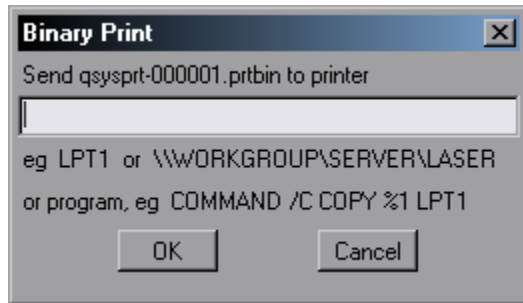 Binary Print
Send qsysprt-000001.prtbin to printer
eg LPT1 or \\WORKGROUP\SERVER\LASER
or program, eg COMMAND /C COPY %1 LPT1
OK Cancel